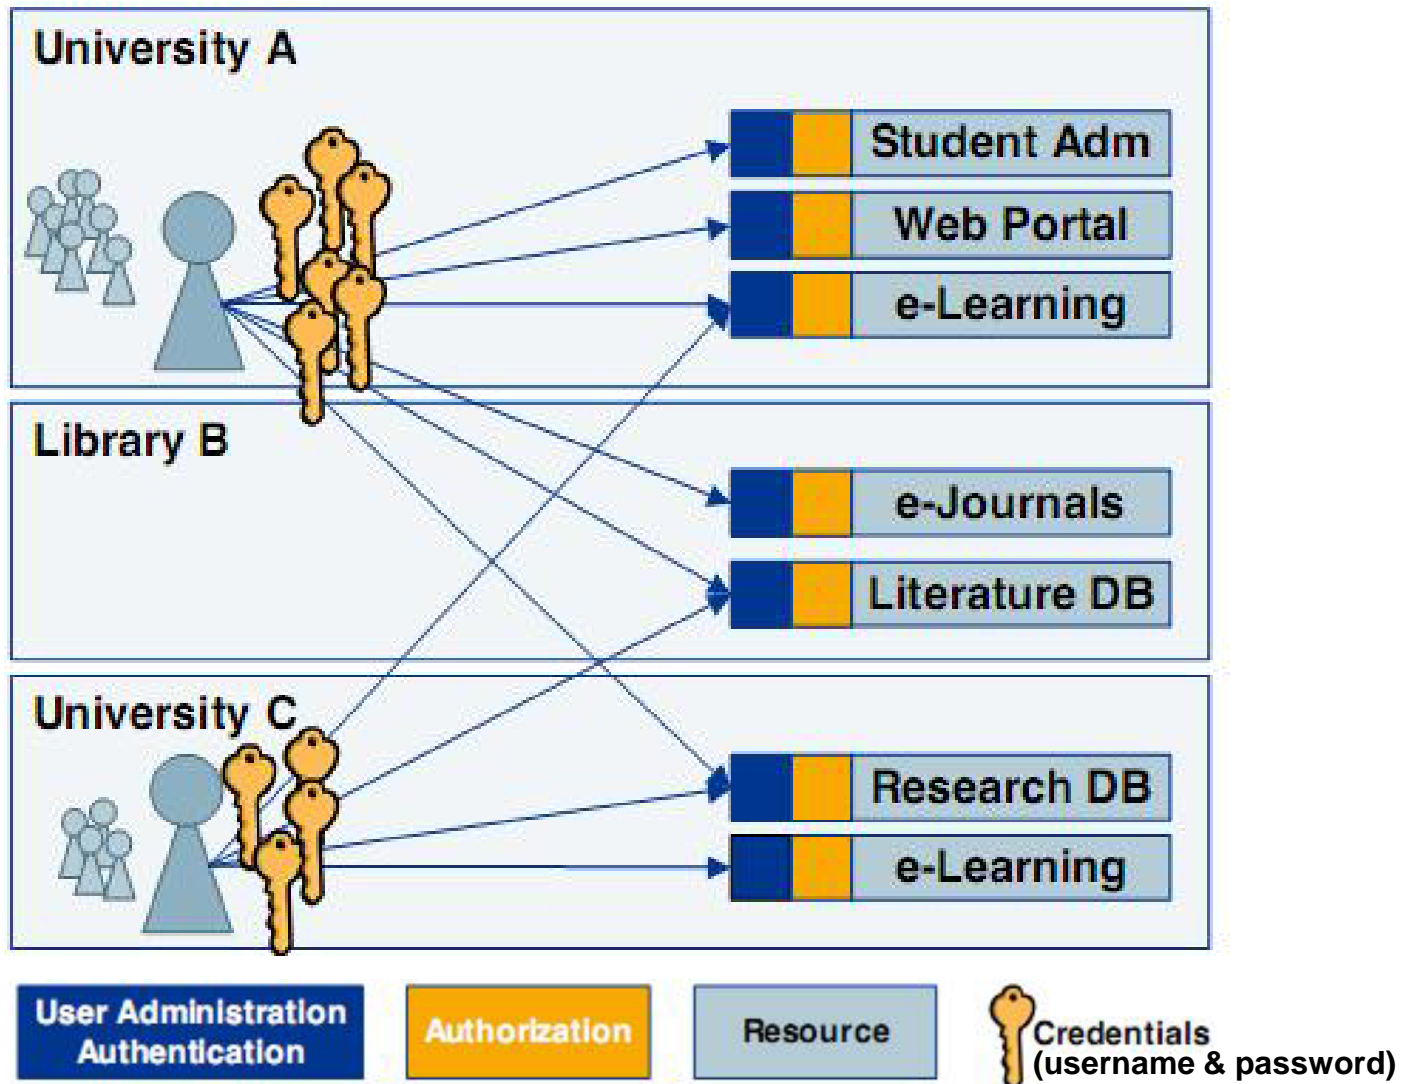 University A
Student Adm
Web Portal
e-Learning
Library B
e-Journals
Literature DB
University C
Research DB
e-Learning
User Administration
Authentication
Authorization
Resource
Credentials
(username & password)